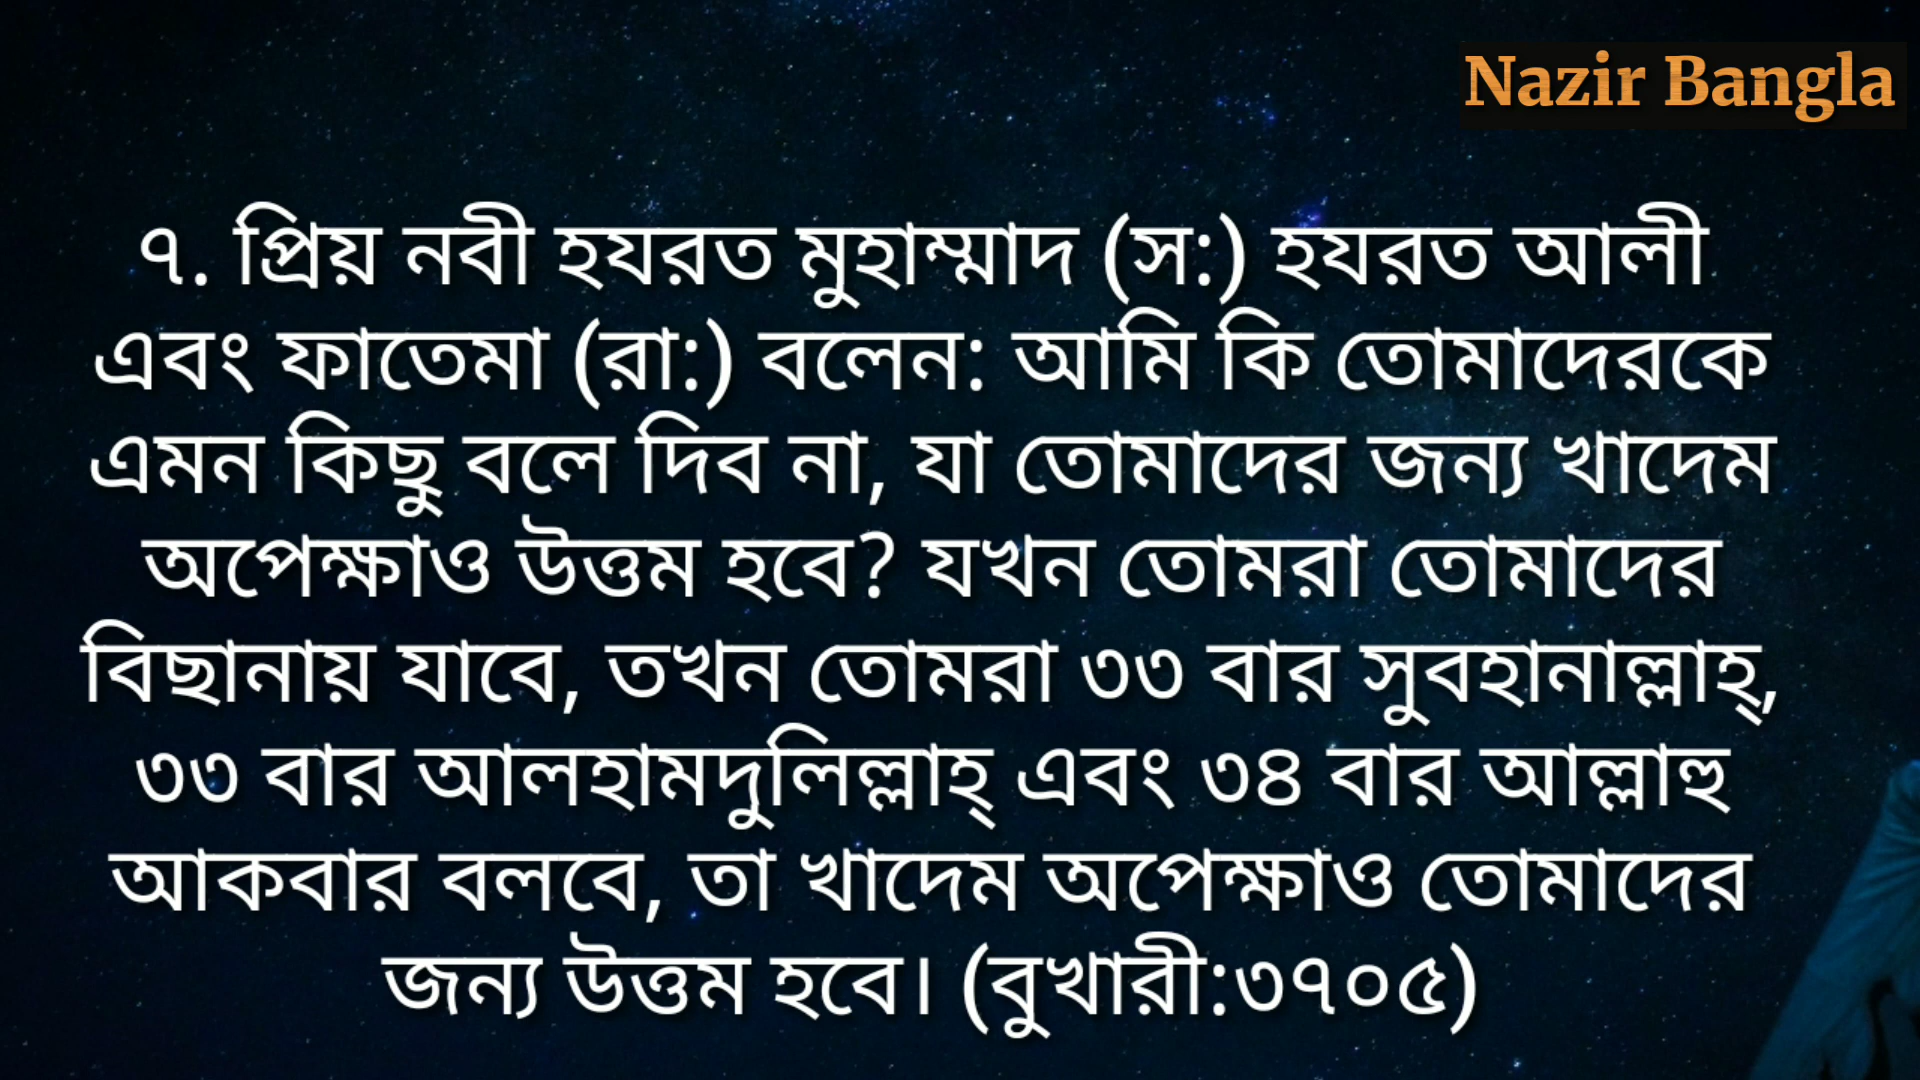 Nazir Bangla
৭. প্রিয় নবী হযরত মুহাম্মাদ (স:) হযরত আলী
এবং ফাতেমা (রা:) বলেন: আমি কি তোমাদেরকে
এমন কিছু বলে দিব না, যা তোমাদের জন্য খাদেম
অপেক্ষাও উত্তম হবে? যখন তোমরা তোমাদের
বিছানায় যাবে, তখন তোমরা ৩৩ বার সুবহানাল্লাহ্,
৩৩ বার আলহামদুলিল্লাহ্ এবং ৩৪ বার আল্লাহু
আকবার বলবে, তা খাদেম অপেক্ষাও তোমাদের
জন্য উত্তম হবে। (বুখারী:৩৭০৫)